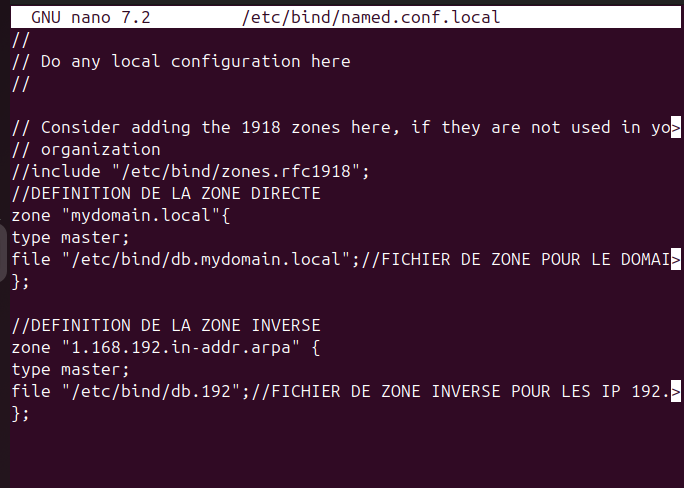 GNU nano 7.2 /etc/bind/named.conf.local
//
// Do any local configuration here
//
// Consider adding the 1918 zones here, if they are not used in yo>
// organization
//include "/etc/bind/zones.rfc1918";
//DEFINITION DE LA ZONE DIRECTE
zone "mydomain.local"{
type master;
file "/etc/bind/db.mydomain.local";//FICHIER DE ZONE POUR LE DOMAI>
};
//DEFINITION DE LA ZONE INVERSE
zone "1.168.192.in-addr.arpa" {
type master;
file "/etc/bind/db.192";//FICHIER DE ZONE INVERSE POUR LES IP 192.>
};